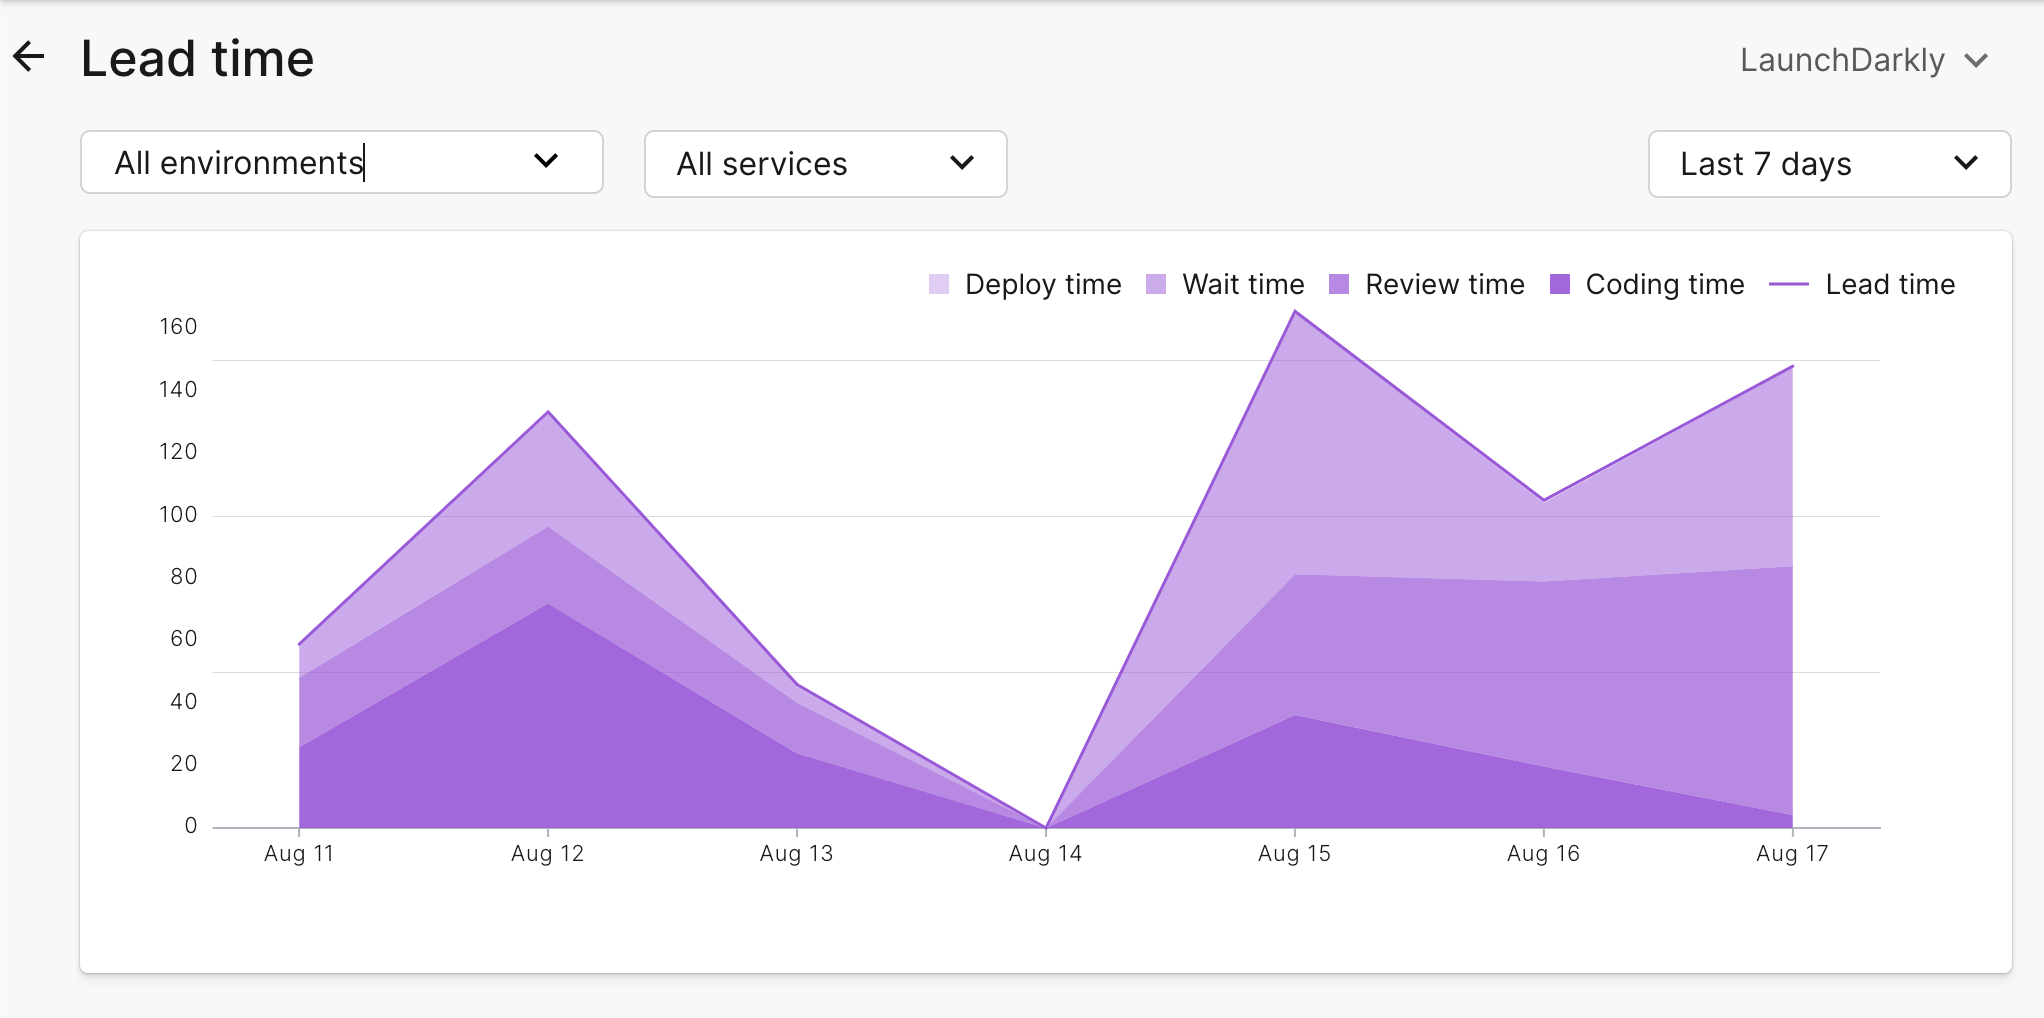 Lead time
LaunchDarkly
All environments
All services
Last 7 days
Deploy time Wait time Review time Coding time Lead time
160
140
120
100
80
60
40
20
0
Aug 11 Aug 12 Aug 13 Aug 14 Aug 15 Aug 16 Aug 17